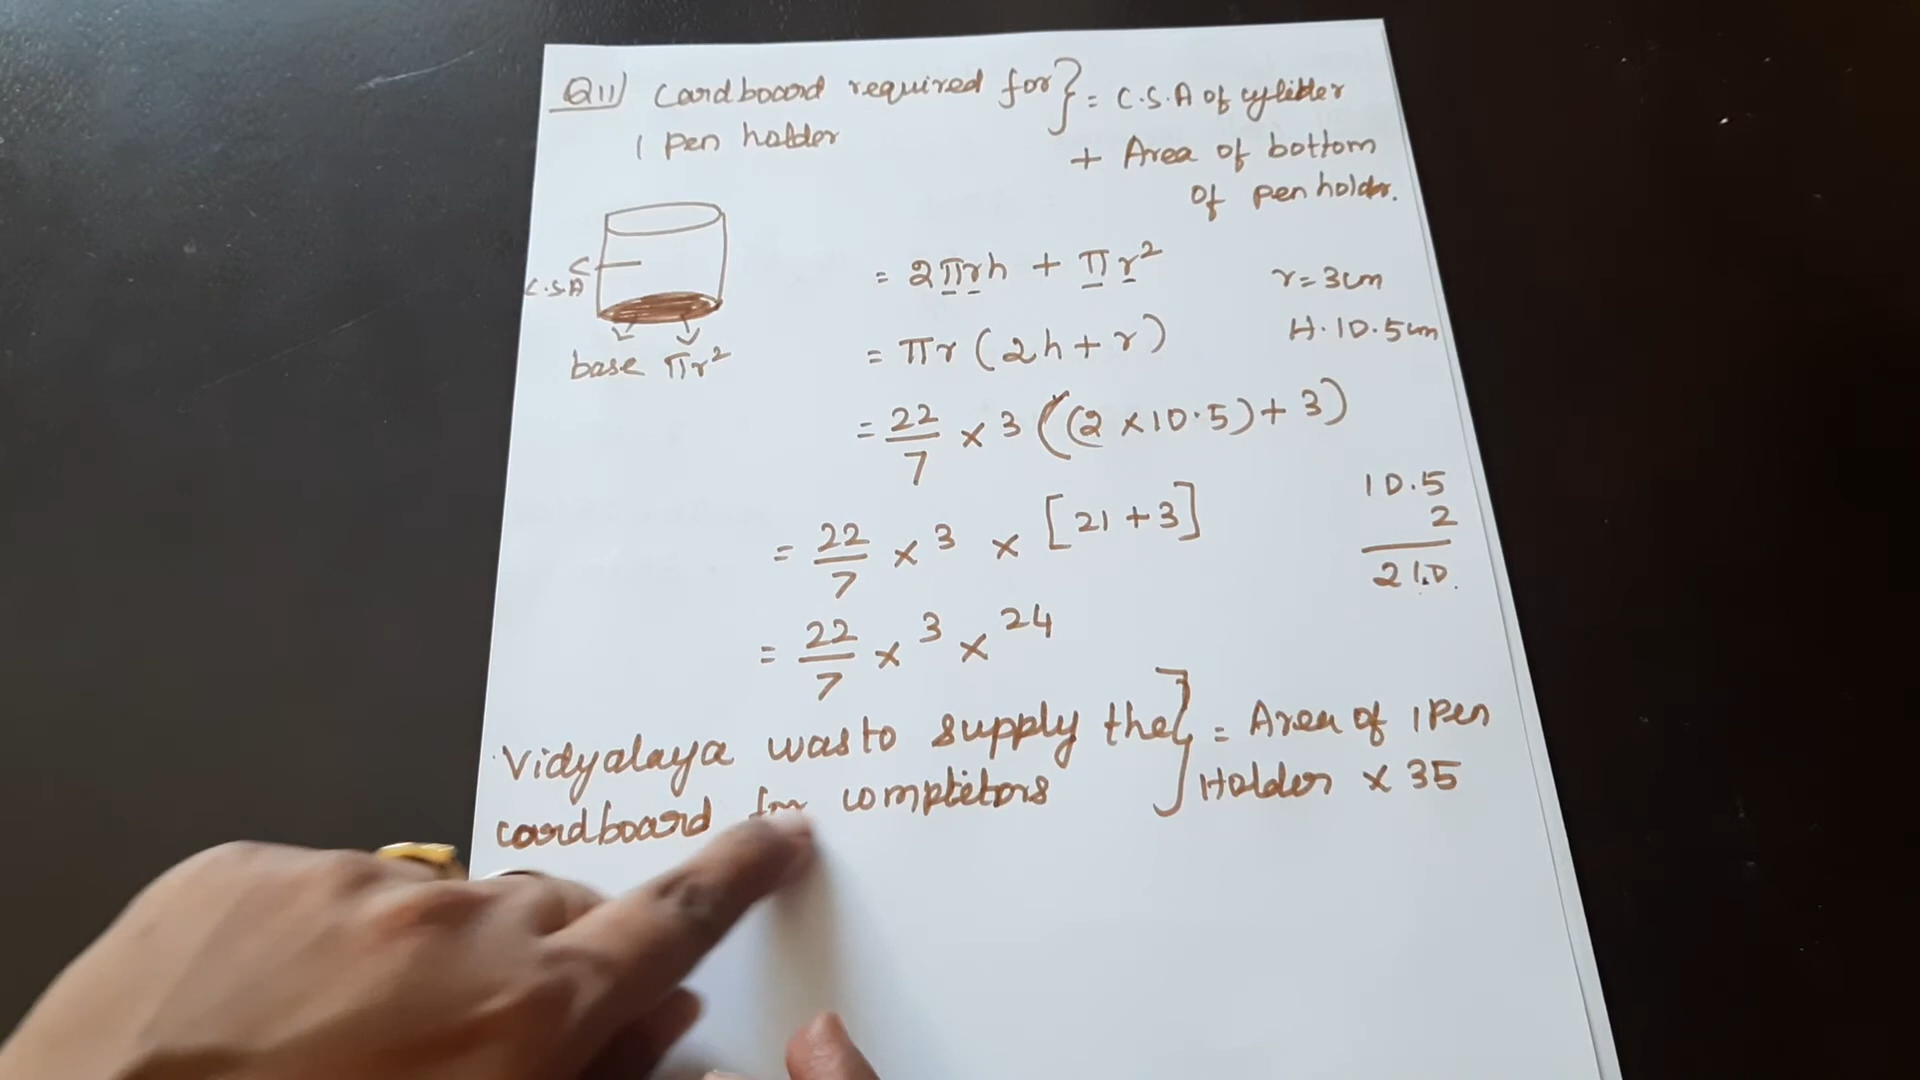 Q11) Cardboard required for } = C.S.A of cylider
1 pen holder
+ Area of bottom
of pen holder.
C.S.A
base πr²
= 2πrh + πr²
r = 3cm
= πr (2h + r)
H. 10.5cm
= 22/7 × 3 ((2 × 10.5) + 3)
= 22/7 × 3 × [21 + 3]
10.5
2
21.0
= 22/7 × 3 × 24
Vidyalaya was to supply the } = Area of 1 Pen
cardboard for completitors Holder × 35